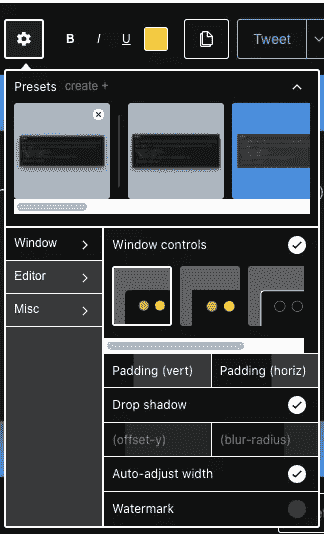 B I U Tweet
Presets create +
Window
Editor
Misc
Window controls
Padding (vert) Padding (horiz)
Drop shadow
(offset-y) (blur-radius)
Auto-adjust width
Watermark